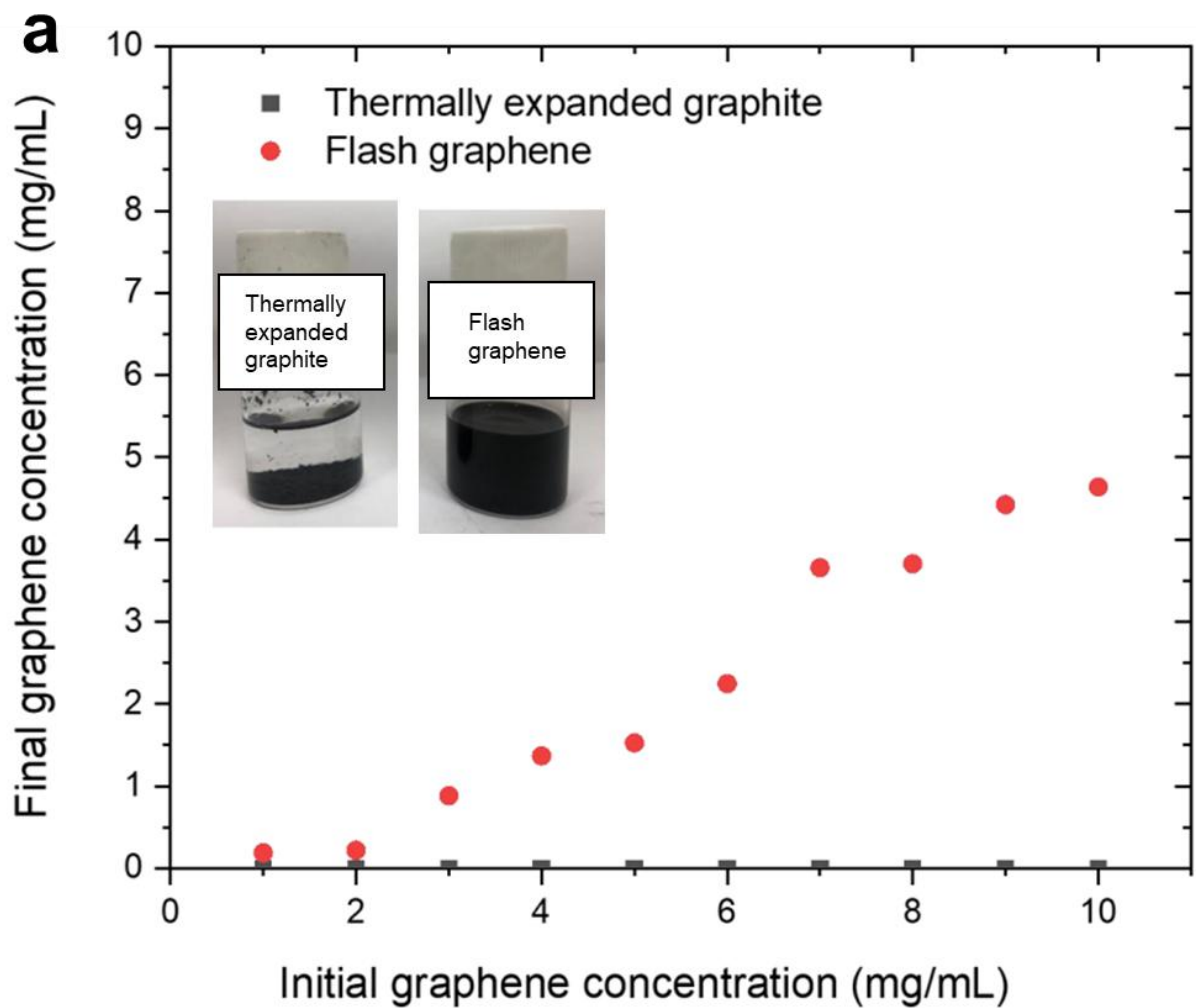 a
10
9
8
7
6
5
4
3
2
1
0
Final graphene concentration (mg/mL)
Thermally expanded graphite
Flash graphene
Thermally
expanded
graphite
Flash
graphene
0 2 4 6 8 10
Initial graphene concentration (mg/mL)